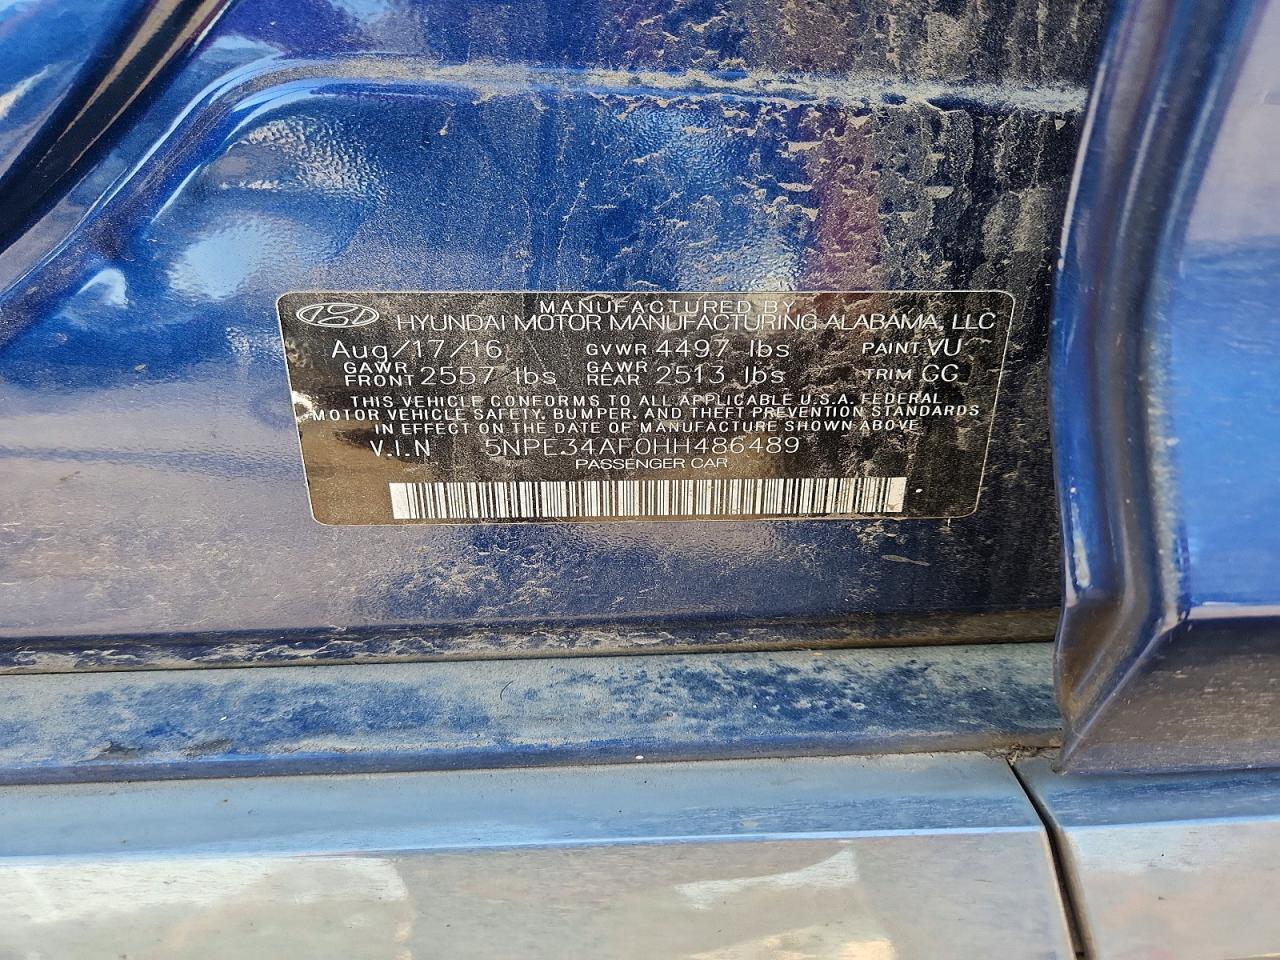 MANUFACTURED BY
HYUNDAI MOTOR MANUFACTURING ALABAMA, LLC
Aug/17/16 GVWR 4497 lbs PAINT:VU
GAWR FRONT 2557 lbs GAWR REAR 2513 lbs TRIM GG
THIS VEHICLE CONFORMS TO ALL APPLICABLE U.S.A. FEDERAL
MOTOR VEHICLE SAFETY, BUMPER, AND THEFT PREVENTION STANDARDS
IN EFFECT ON THE DATE OF MANUFACTURE SHOWN ABOVE
V.I.N 5NPE34AF0HH486489
PASSENGER CAR